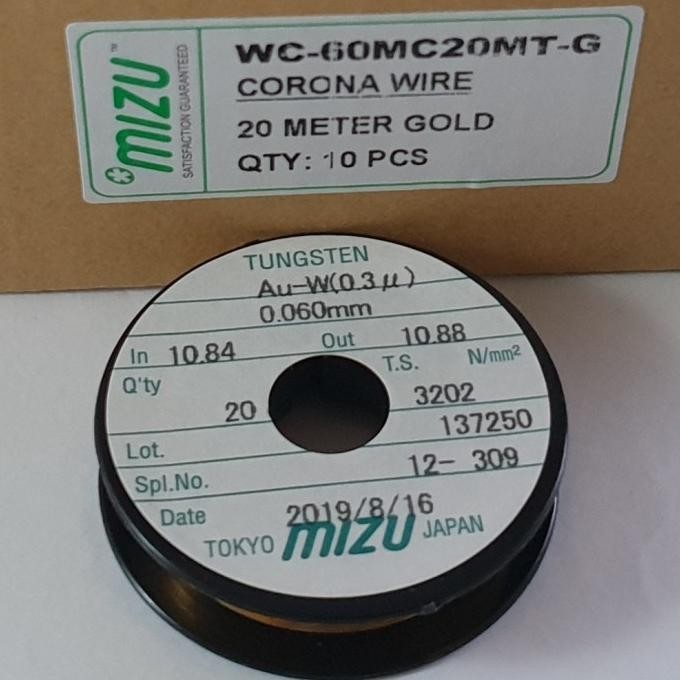 WC-60MC20MT-G
CORONA WIRE
20 METER GOLD
QTY: 10 PCS
mizu™
SATISFACTION GUARANTEED
TUNGSTEN
Au-W(0.3μ)
0.060mm
In 10.84 Out 10.88
Q'ty 20 T.S. 3202 N/mm²
Lot. 137250
Spl.No. 12- 309
Date 2019/8/16
TOKYO mizu JAPAN